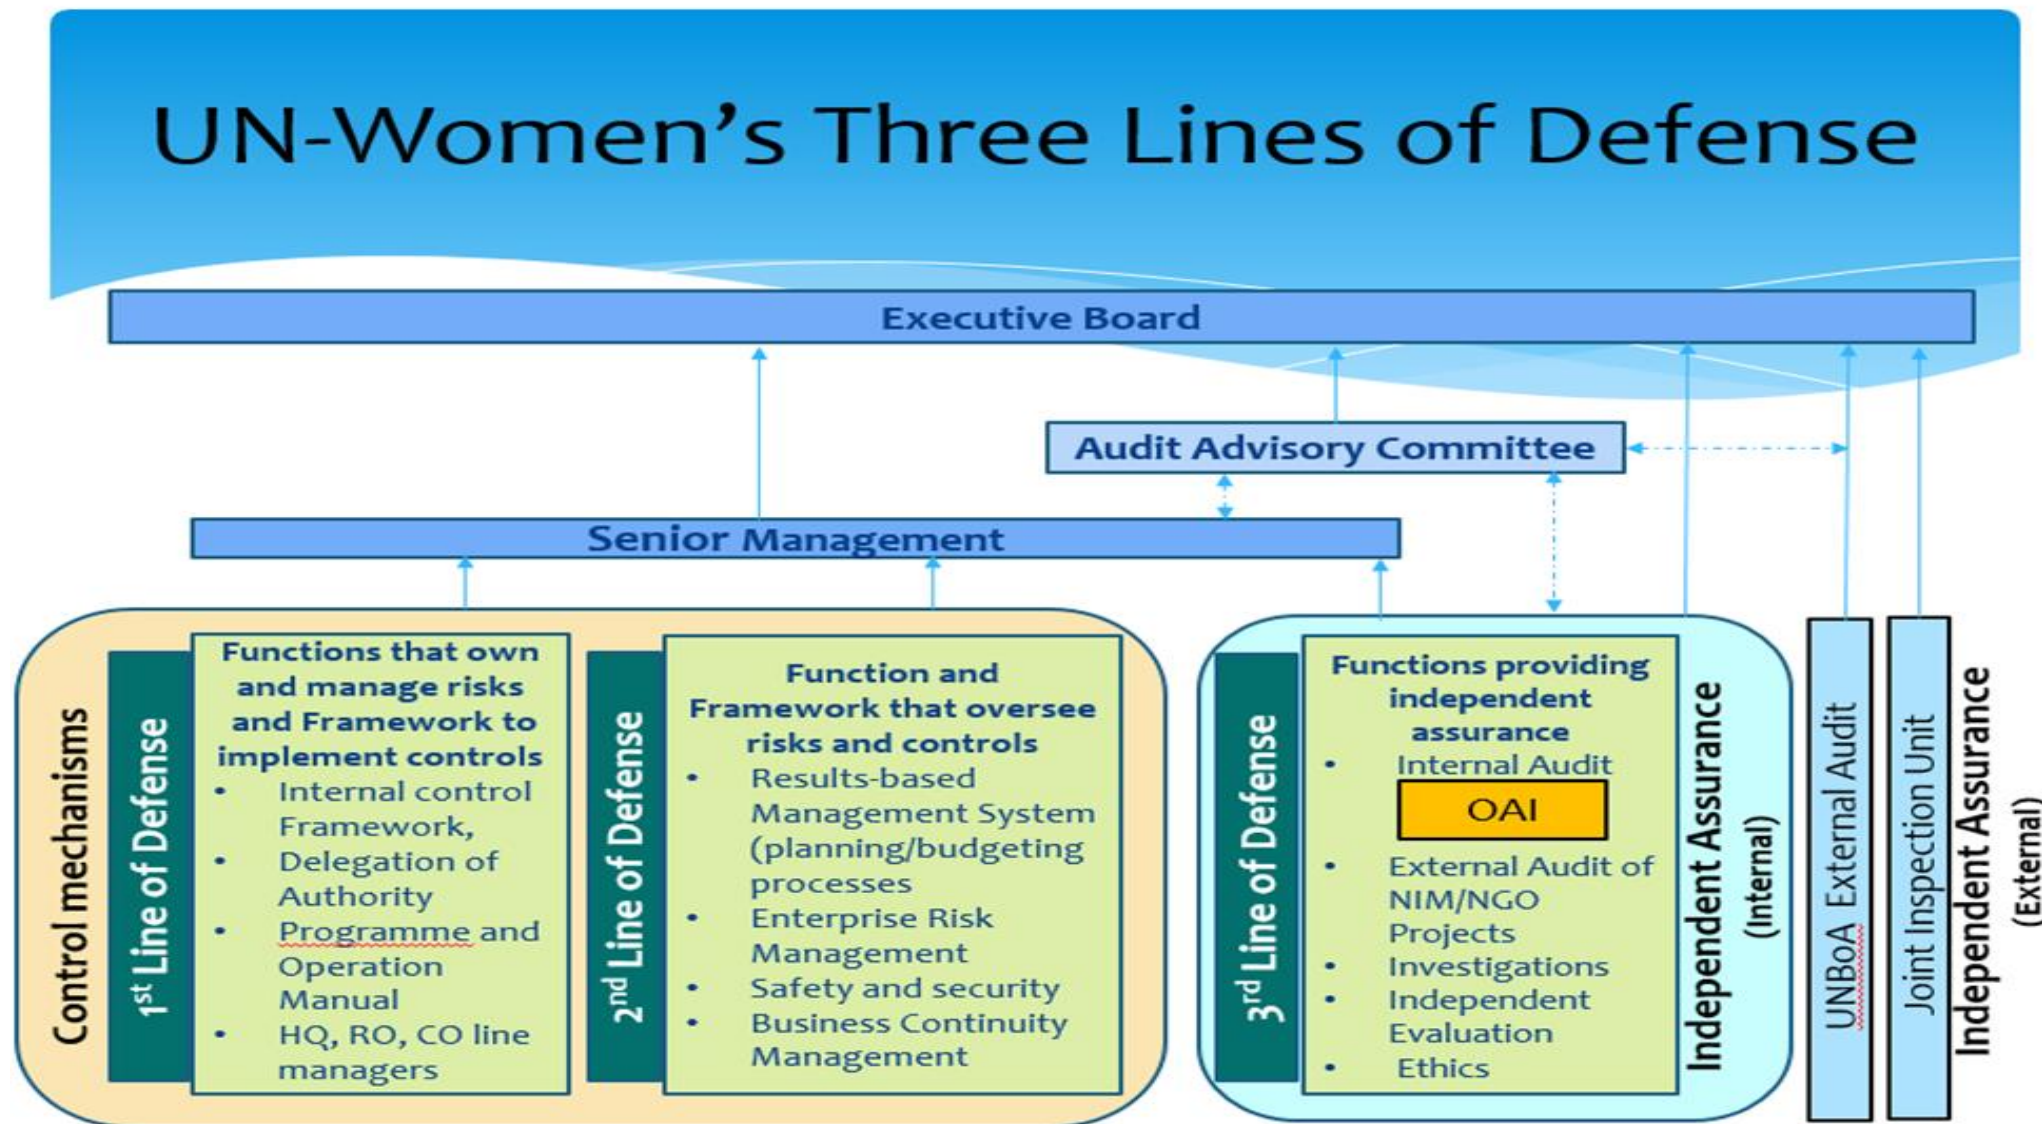 UN-Women's Three Lines of Defense
Executive Board
Audit Advisory Committee
Senior Management
Control mechanisms
1st Line of Defense
Functions that own
and manage risks
and Framework to
implement controls
• Internal control
Framework,
• Delegation of
Authority
• Programme and
Operation
Manual
• HQ, RO, CO line
managers
2nd Line of Defense
Function and
Framework that oversee
risks and controls
• Results-based
Management System
(planning/budgeting
processes
• Enterprise Risk
Management
• Safety and security
• Business Continuity
Management
3rd Line of Defense
Functions providing
independent
assurance
• Internal Audit
OAI
• External Audit of
NIM/NGO
Projects
• Investigations
• Independent
Evaluation
• Ethics
Independent Assurance
(Internal)
UNBoA External Audit
Joint Inspection Unit
Independent Assurance
(External)